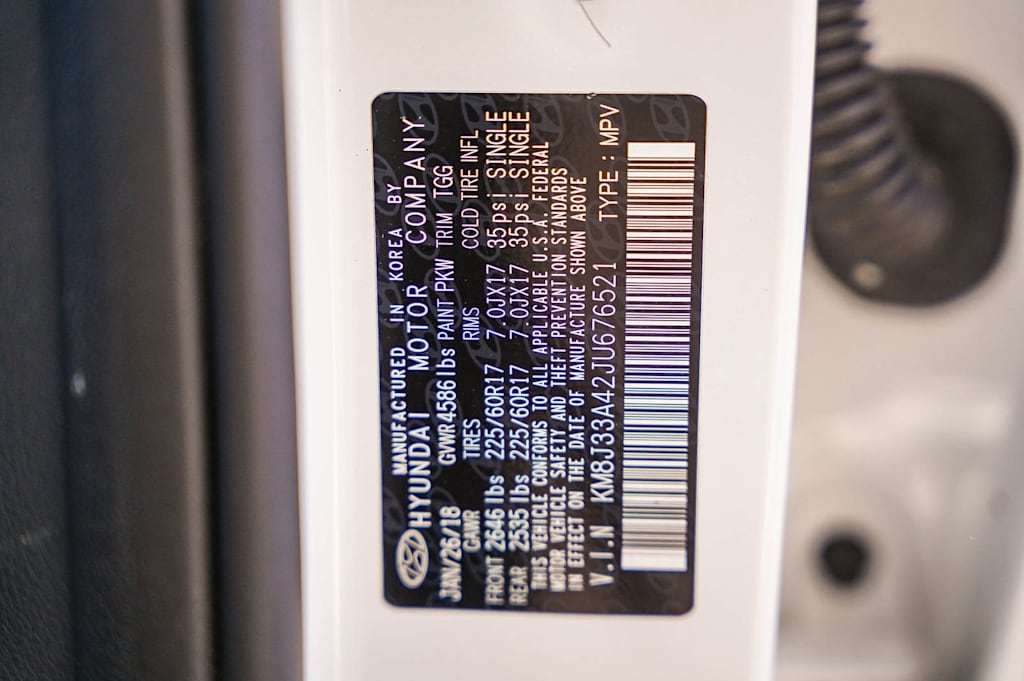 MANUFACTURED IN KOREA BY
HYUNDAI MOTOR COMPANY
JAN/26/18 GVWR 4586 lbs PAINT PKW TRIM TGG
GAWR TIRES RIMS COLD TIRE INFL
FRONT 2646 lbs 225/60R17 7.0JX17 35psi SINGLE
REAR 2535 lbs 225/60R17 7.0JX17 35psi SINGLE
THIS VEHICLE CONFORMS TO ALL APPLICABLE U.S.A. FEDERAL
MOTOR VEHICLE SAFETY AND THEFT PREVENTION STANDARDS
IN EFFECT ON THE DATE OF MANUFACTURE SHOWN ABOVE
V.I.N KM8J33A42JU676521 TYPE : MPV